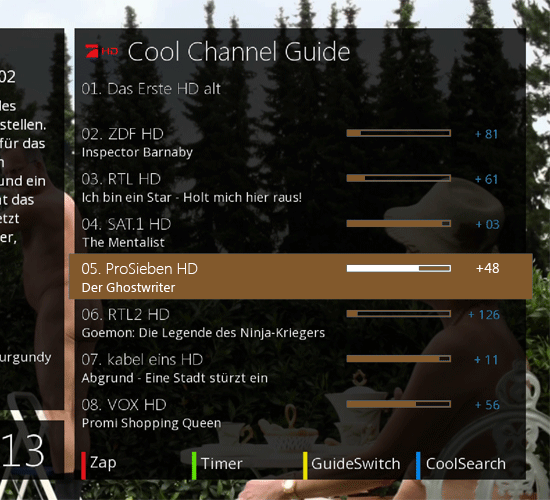 HD Cool Channel Guide
01. Das Erste HD alt
02. ZDF HD + 81
Inspector Barnaby
03. RTL HD + 61
Ich bin ein Star - Holt mich hier raus!
04. SAT.1 HD + 03
The Mentalist
05. ProSieben HD +48
Der Ghostwriter
06. RTL2 HD + 126
Goemon: Die Legende des Ninja-Kriegers
07. kabel eins HD + 11
Abgrund - Eine Stadt stürzt ein
08. VOX HD + 56
Promi Shopping Queen
Zap Timer GuideSwitch CoolSearch
02
stellen.
für das
und ein
das
etzt
er,
urgundy
13